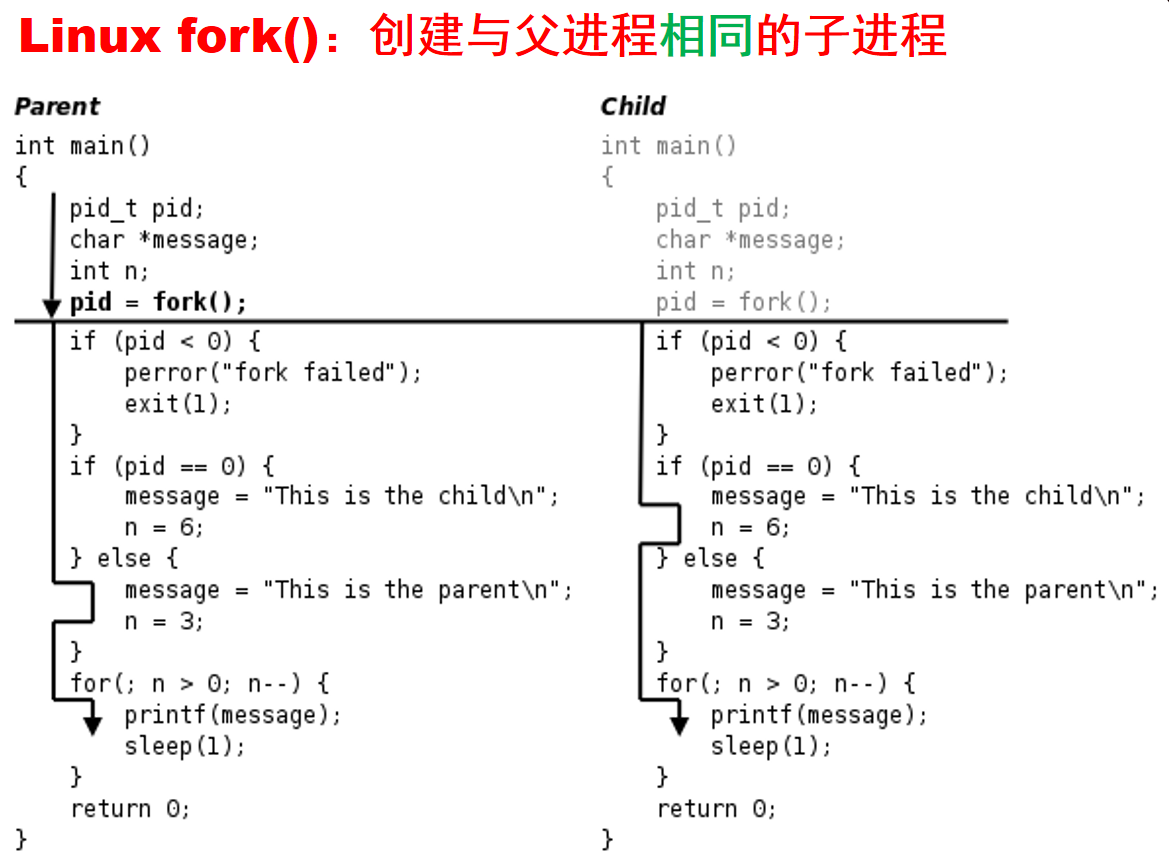 Linux fork()：创建与父进程相同的子进程
Parent
int main()
{
    pid_t pid;
    char *message;
    int n;
    pid = fork();
    if (pid < 0) {
        perror("fork failed");
        exit(1);
    }
    if (pid == 0) {
        message = "This is the child\n";
        n = 6;
    } else {
        message = "This is the parent\n";
        n = 3;
    }
    for(; n > 0; n--) {
        printf(message);
        sleep(1);
    }
    return 0;
}
Child
int main()
{
    pid_t pid;
    char *message;
    int n;
    pid = fork();
    if (pid < 0) {
        perror("fork failed");
        exit(1);
    }
    if (pid == 0) {
        message = "This is the child\n";
        n = 6;
    } else {
        message = "This is the parent\n";
        n = 3;
    }
    for(; n > 0; n--) {
        printf(message);
        sleep(1);
    }
    return 0;
}